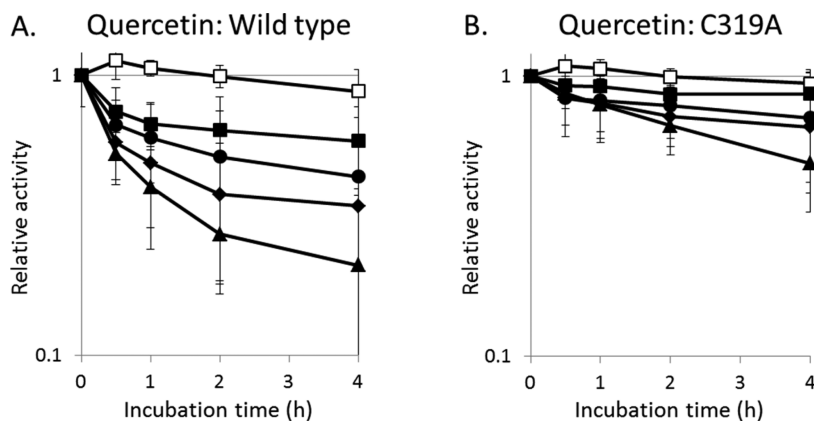 A.
Quercetin: Wild type
1
Relative activity
0.1
0 1 2 3 4
Incubation time (h)
B.
Quercetin: C319A
1
Relative activity
0.1
0 1 2 3 4
Incubation time (h)